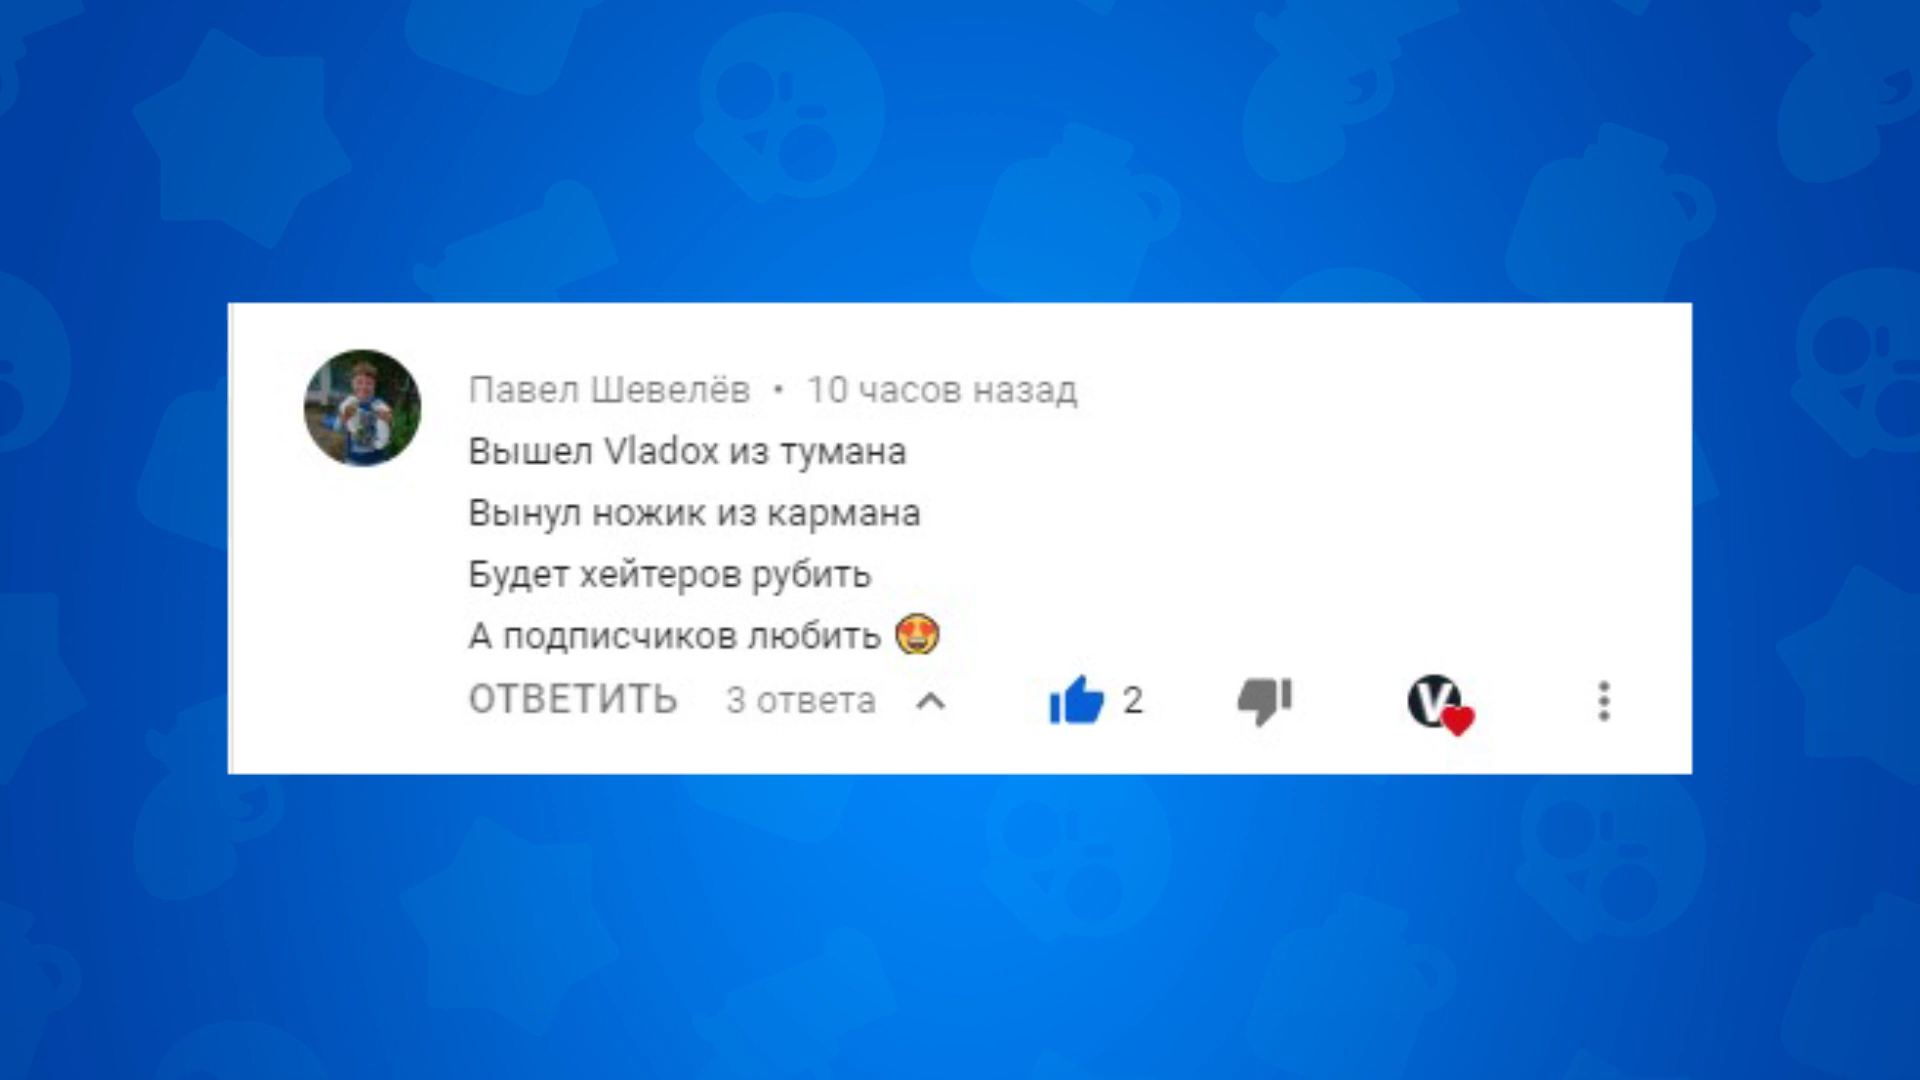 Павел Шевелёв • 10 часов назад
Вышел Vladox из тумана
Вынул ножик из кармана
Будет хейтеров рубить
А подписчиков любить 😍
ОТВЕТИТЬ 3 ответа 2 V